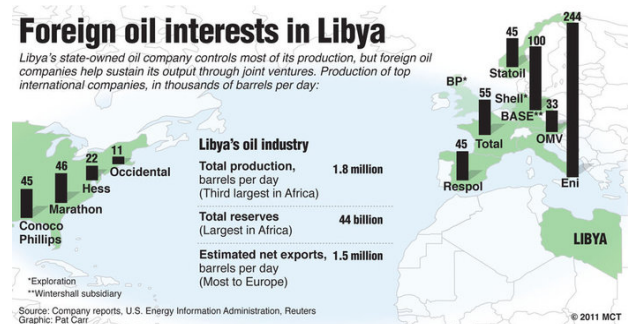 Foreign oil interests in Libya
Libya's state-owned oil company controls most of its production, but foreign oil
companies help sustain its output through joint ventures. Production of top
international companies, in thousands of barrels per day:
244
45
100
Statoil
BP*
Shell*
55
BASE**
33
OMV
Total
45
Respol
Eni
11
Occidental
22
Hess
46
Marathon
45
Conoco
Phillips
Libya's oil industry
Total production, 1.8 million
barrels per day
(Third largest in Africa)
Total reserves 44 billion
(Largest in Africa)
Estimated net exports, 1.5 million
barrels per day
(Most to Europe)
LIBYA
*Exploration
**Wintershall subsidiary
Source: Company reports, U.S. Energy Information Administration, Reuters
Graphic: Pat Carr
© 2011 MCT